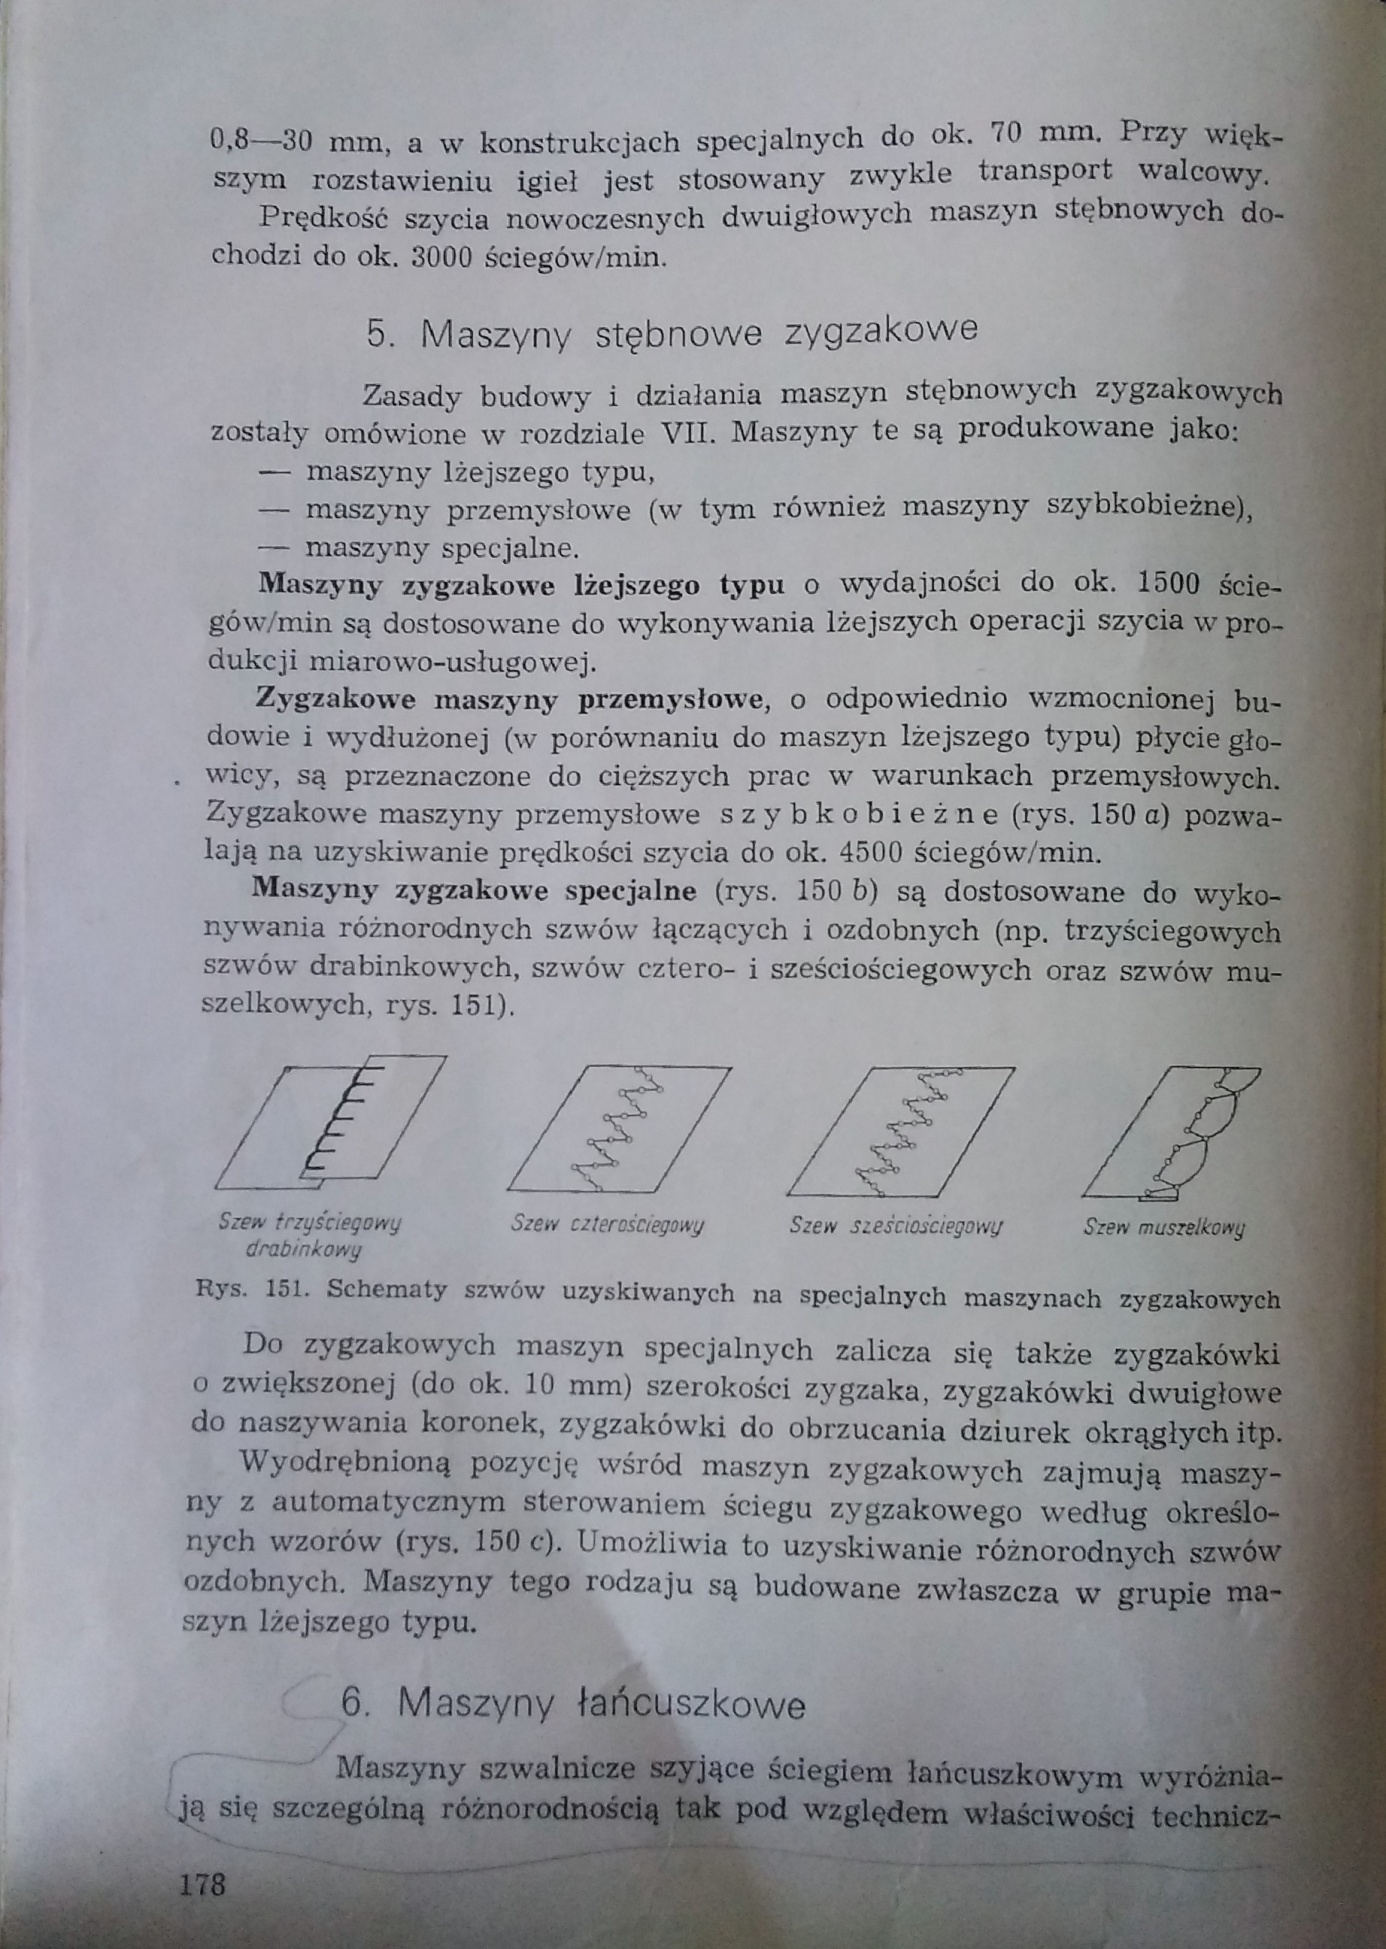 0,8—30 mm, a w konstrukcjach specjalnych do ok. 70 mm. Przy więk-
szym rozstawieniu igieł jest stosowany zwykle transport walcowy.
Prędkość szycia nowoczesnych dwuigłowych maszyn stębnowych do-
chodzi do ok. 3000 ściegów/min.
5. Maszyny stębnowe zygzakowe
Zasady budowy i działania maszyn stębnowych zygzakowych
zostały omówione w rozdziale VII. Maszyny te są produkowane jako:
— maszyny lżejszego typu,
— maszyny przemysłowe (w tym również maszyny szybkobieżne),
— maszyny specjalne.
Maszyny zygzakowe lżejszego typu o wydajności do ok. 1500 ście-
gów/min są dostosowane do wykonywania lżejszych operacji szycia w pro-
dukcji miarowo-usługowej.
Zygzakowe maszyny przemysłowe, o odpowiednio wzmocnionej bu-
dowie i wydłużonej (w porównaniu do maszyn lżejszego typu) płycie gło-
wicy, są przeznaczone do cięższych prac w warunkach przemysłowych.
Zygzakowe maszyny przemysłowe szybkobieżne (rys. 150 a) pozwa-
lają na uzyskiwanie prędkości szycia do ok. 4500 ściegów/min.
Maszyny zygzakowe specjalne (rys. 150 b) są dostosowane do wyko-
nywania różnorodnych szwów łączących i ozdobnych (np. trzyściegowych
szwów drabinkowych, szwów cztero- i sześciościegowych oraz szwów mu-
szelkowych, rys. 151).
Szew trzyściegowy
drabinkowy
Szew czterościegowy
Szew sześciościegowy
Szew muszelkowy
Rys. 151. Schematy szwów uzyskiwanych na specjalnych maszynach zygzakowych
Do zygzakowych maszyn specjalnych zalicza się także zygzakówki
o zwiększonej (do ok. 10 mm) szerokości zygzaka, zygzakówki dwuigłowe
do naszywania koronek, zygzakówki do obrzucania dziurek okrągłych itp.
Wyodrębnioną pozycję wśród maszyn zygzakowych zajmują maszy-
ny z automatycznym sterowaniem ściegu zygzakowego według określo-
nych wzorów (rys. 150 c). Umożliwia to uzyskiwanie różnorodnych szwów
ozdobnych. Maszyny tego rodzaju są budowane zwłaszcza w grupie ma-
szyn lżejszego typu.
6. Maszyny łańcuszkowe
Maszyny szwalnicze szyjące ściegiem łańcuszkowym wyróżnia-
ją się szczególną różnorodnością tak pod względem właściwości technicz-
178